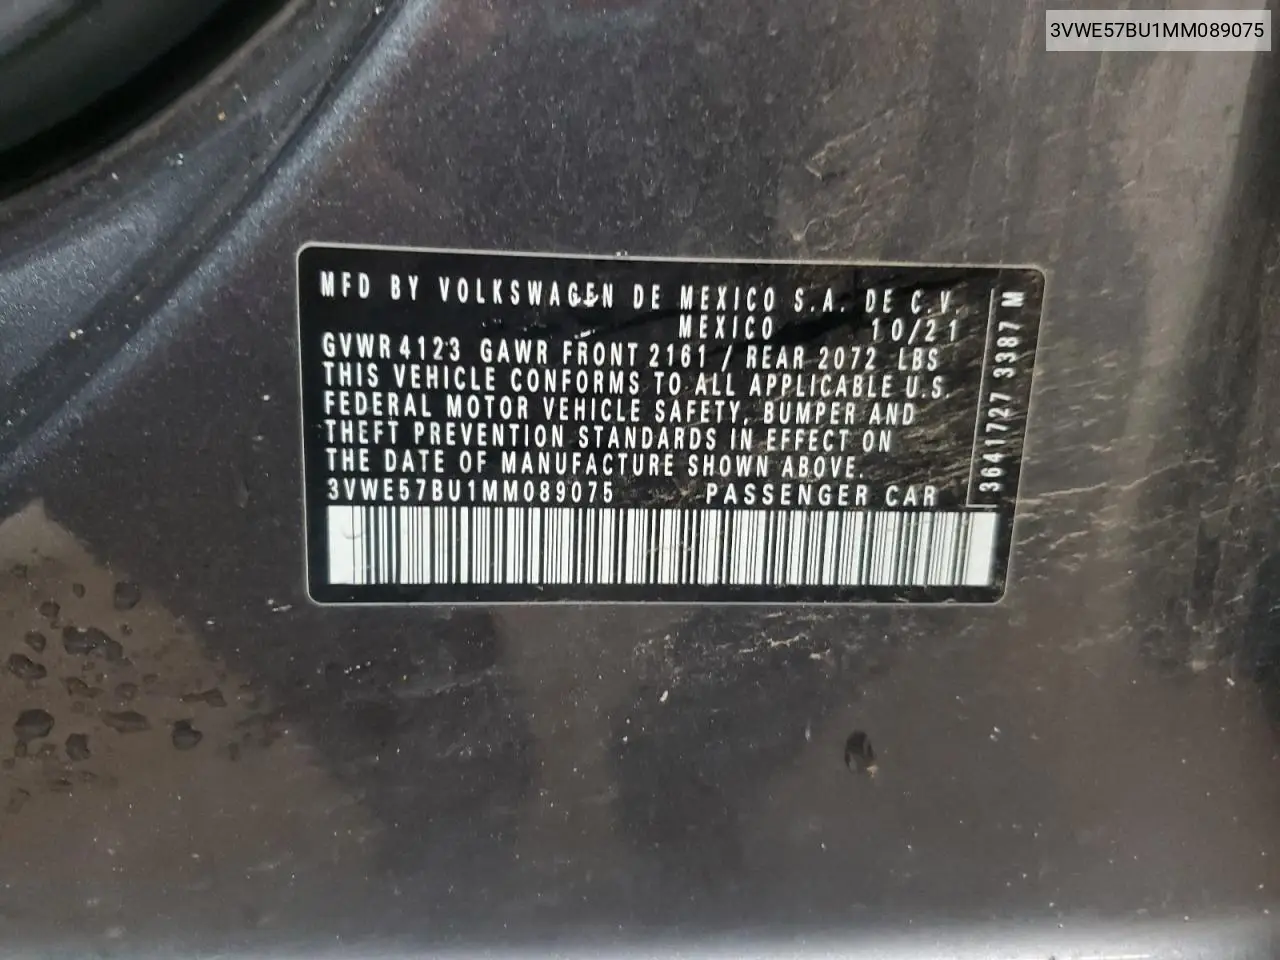 3VWE57BU1MM089075
MFD BY VOLKSWAGEN DE MEXICO S.A. DE C.V.
MEXICO 10/21
GVWR 4123 GAWR FRONT 2161 / REAR 2072 LBS
THIS VEHICLE CONFORMS TO ALL APPLICABLE U.S.
FEDERAL MOTOR VEHICLE SAFETY, BUMPER AND
THEFT PREVENTION STANDARDS IN EFFECT ON
THE DATE OF MANUFACTURE SHOWN ABOVE.
3VWE57BU1MM089075 PASSENGER CAR
3641727 3387 M